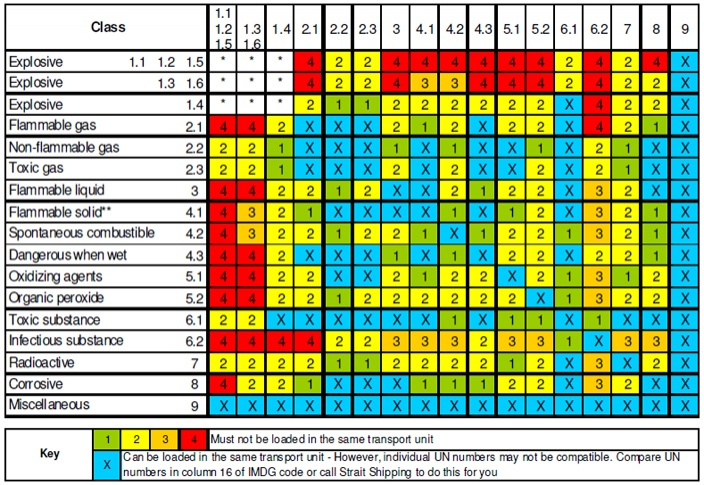 Class 1.1 1.2 1.5 1.3 1.6 1.4 2.1 2.2 2.3 3 4.1 4.2 4.3 5.1 5.2 6.1 6.2 7 8 9
Explosive 1.1 1.2 1.5 * * * 4 2 2 4 4 4 4 4 4 2 4 2 4 X
Explosive 1.3 1.6 * * * 4 2 2 4 3 3 4 4 4 2 4 2 2 X
Explosive 1.4 * * * 2 1 1 2 2 2 2 2 2 X 4 2 2 X
Flammable gas 2.1 4 4 2 X X X 2 1 2 X 2 2 X 4 2 1 X
Non-flammable gas 2.2 2 2 1 X X X 1 X 1 X X 1 X 2 1 X X
Toxic gas 2.3 2 2 1 X X X 2 X 2 X X 2 X 2 1 X X
Flammable liquid 3 4 4 2 2 1 2 X X 2 1 2 2 X 3 2 X X
Flammable solid** 4.1 4 3 2 1 X X X X 1 X 1 2 X 3 2 1 X
Spontaneous combustible 4.2 4 3 2 2 1 2 2 1 X 1 2 2 1 3 2 1 X
Dangerous when wet 4.3 4 4 2 X X X 1 X 1 X 2 2 X 2 2 1 X
Oxidizing agents 5.1 4 4 2 2 X X 2 1 2 2 X 2 1 3 1 2 X
Organic peroxide 5.2 4 4 2 2 1 2 2 2 2 2 2 X 1 3 2 2 X
Toxic substance 6.1 2 2 X X X X X X 1 X 1 1 X 1 X X X
Infectious substance 6.2 4 4 4 4 2 2 3 3 3 2 3 3 1 X 3 3 X
Radioactive 7 2 2 2 2 1 1 2 2 2 2 1 2 X 3 X 2 X
Corrosive 8 4 2 2 1 X X X 1 1 1 2 2 X 3 2 X X
Miscellaneous 9 X X X X X X X X X X X X X X X X X
Key
1 2 3 4 Must not be loaded in the same transport unit
X Can be loaded in the same transport unit - However, individual UN numbers may not be compatible. Compare UN
numbers in column 16 of IMDG code or call Strait Shipping to do this for you